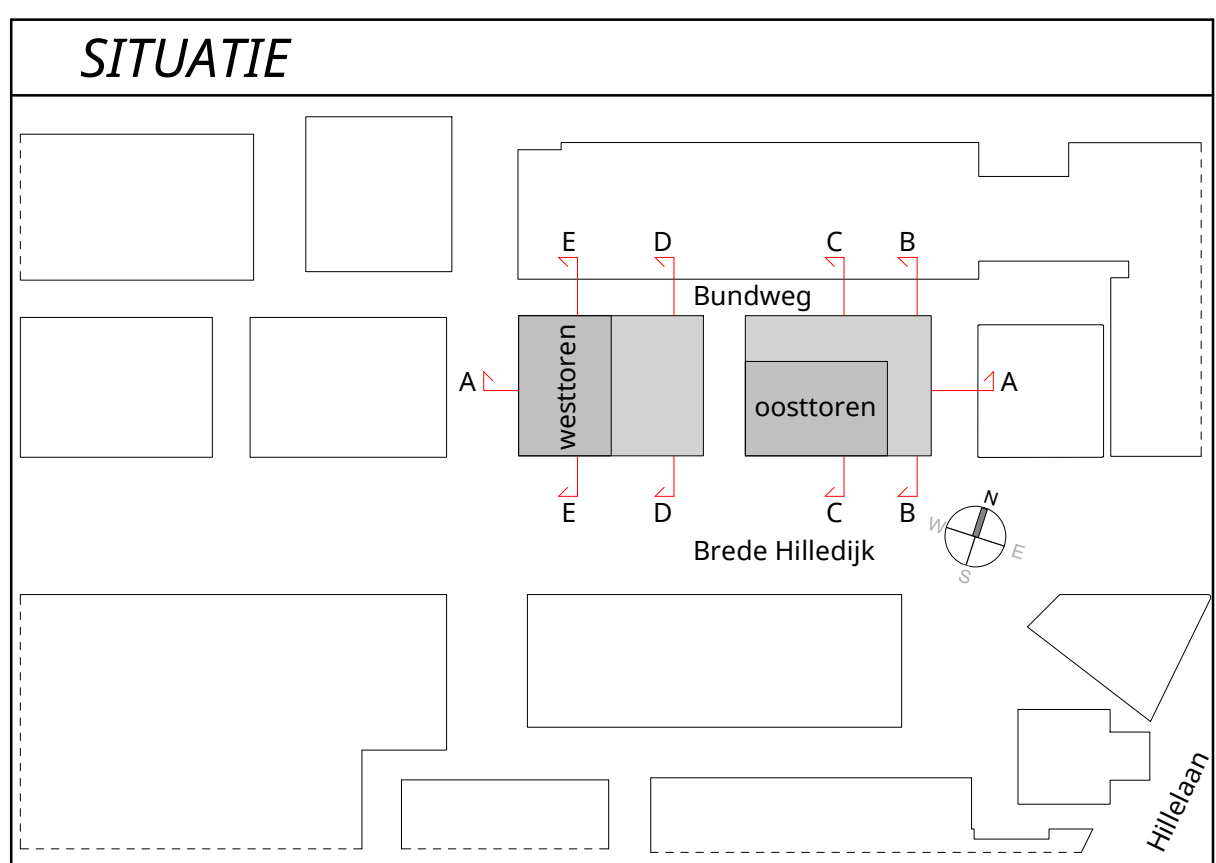 SITUATIE
E D C B
Bundweg
A westtoren oosttoren A
E D C B
N
W
E
S
Brede Hilledijk
Hillelaan